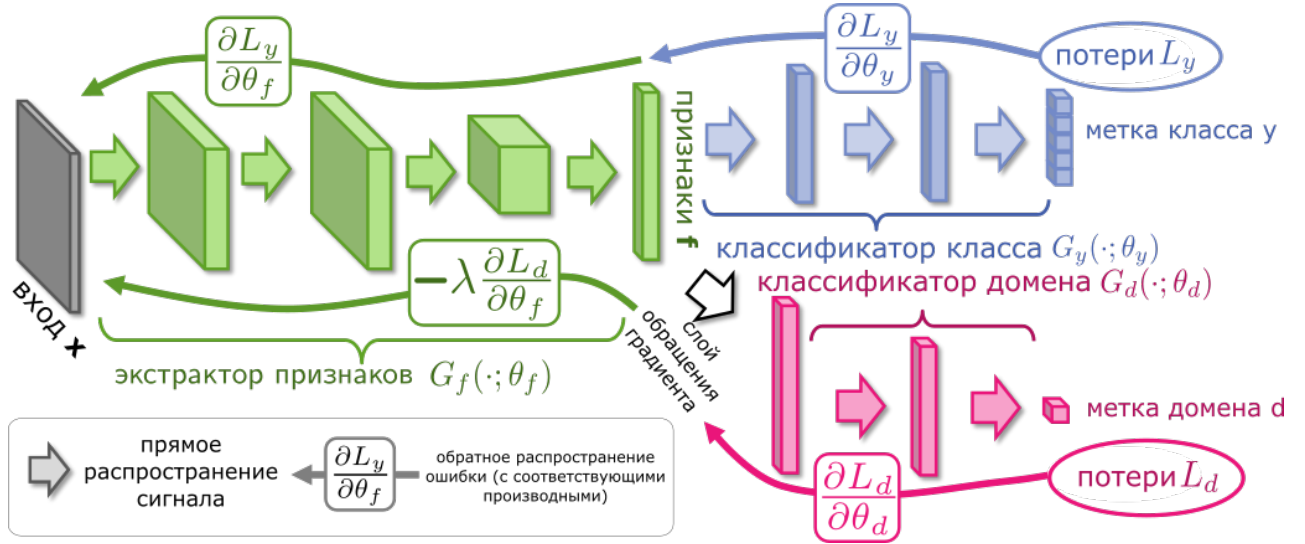 ∂L_y
∂θ_f
∂L_y
∂θ_y
потери L_y
метка класса y
признаки f
вход x
классификатор класса G_y(·; θ_y)
классификатор домена G_d(·; θ_d)
−λ ∂L_d
∂θ_f
экстрактор признаков G_f(·; θ_f)
слой
обращения
градиента
метка домена d
потери L_d
∂L_d
∂θ_d
прямое
распространение
сигнала
∂L_y
∂θ_f
обратное распространение
ошибки (с соответствующими
производными)